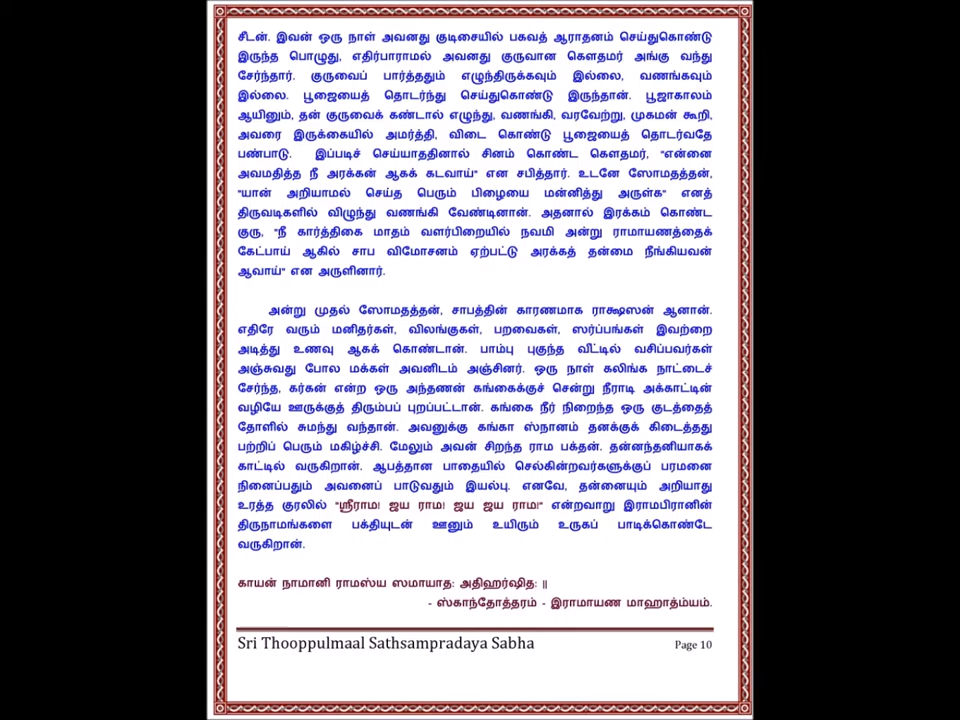 சீடன். இவன் ஒரு நாள் அவனது குடிசையில் பகவத் ஆராதனம் செய்துகொண்டு
இருந்த பொழுது, எதிர்பாராமல் அவனது குருவான கௌதமர் அங்கு வந்து
சேர்ந்தார். குருவைப் பார்த்ததும் எழுந்திருக்கவும் இல்லை, வணங்கவும்
இல்லை. பூஜையைத் தொடர்ந்து செய்துகொண்டு இருந்தான். பூஜாகாலம்
ஆயினும், தன் குருவைக் கண்டால் எழுந்து, வணங்கி, வரவேற்று, முகமன் கூறி,
அவரை இருக்கையில் அமர்த்தி, விடை கொண்டு பூஜையைத் தொடர்வதே
பண்பாடு. இப்படிச் செய்யாததினால் சினம் கொண்ட கௌதமர், "என்னை
அவமதித்த நீ அரக்கன் ஆகக் கடவாய்" என சபித்தார். உடனே ஸோமதத்தன்,
"யான் அறியாமல் செய்த பெரும் பிழையை மன்னித்து அருள்க" எனத்
திருவடிகளில் விழுந்து வணங்கி வேண்டினான். அதனால் இரக்கம் கொண்ட
குரு, "நீ கார்த்திகை மாதம் வளர்பிறையில் நவமி அன்று ராமாயணத்தைக்
கேட்பாய் ஆகில் சாப விமோசனம் ஏற்பட்டு அரக்கத் தன்மை நீங்கியவன்
ஆவாய்" என அருளினார்.
அன்று முதல் ஸோமதத்தன், சாபத்தின் காரணமாக ராக்ஷஸன் ஆனான்.
எதிரே வரும் மனிதர்கள், விலங்குகள், பறவைகள், ஸர்ப்பங்கள் இவற்றை
அடித்து உணவு ஆகக் கொண்டான். பாம்பு புகுந்த வீட்டில் வசிப்பவர்கள்
அஞ்சுவது போல மக்கள் அவனிடம் அஞ்சினர். ஒரு நாள் கலிங்க நாட்டைச்
சேர்ந்த, கர்கன் என்ற ஒரு அந்தணன் கங்கைக்குச் சென்று நீராடி அக்காட்டின்
வழியே ஊருக்குத் திரும்பப் புறப்பட்டான். கங்கை நீர் நிறைந்த ஒரு குடத்தைத்
தோளில் சுமந்து வந்தான். அவனுக்கு கங்கா ஸ்நானம் தனக்குக் கிடைத்தது
பற்றிப் பெரும் மகிழ்ச்சி. மேலும் அவன் சிறந்த ராம பக்தன். தன்னந்தனியாகக்
காட்டில் வருகிறான். ஆபத்தான பாதையில் செல்கின்றவர்களுக்குப் பரமனை
நினைப்பதும் அவனைப் பாடுவதும் இயல்பு. எனவே, தன்னையும் அறியாது
உரத்த குரலில் "ஸ்ரீராம! ஜய ராம! ஜய ஜய ராம!" என்றவாறு இராமபிரானின்
திருநாமங்களை பக்தியுடன் ஊனும் உயிரும் உருகப் பாடிக்கொண்டே
வருகிறான்.
காயன் நாமானி ராமஸ்ய ஸமாயாத: அதிஹர்ஷித: ||
- ஸ்காந்தோத்தரம் - இராமாயண மாஹாத்ம்யம்.
Sri Thooppulmaal Sathsampradaya Sabha Page 10